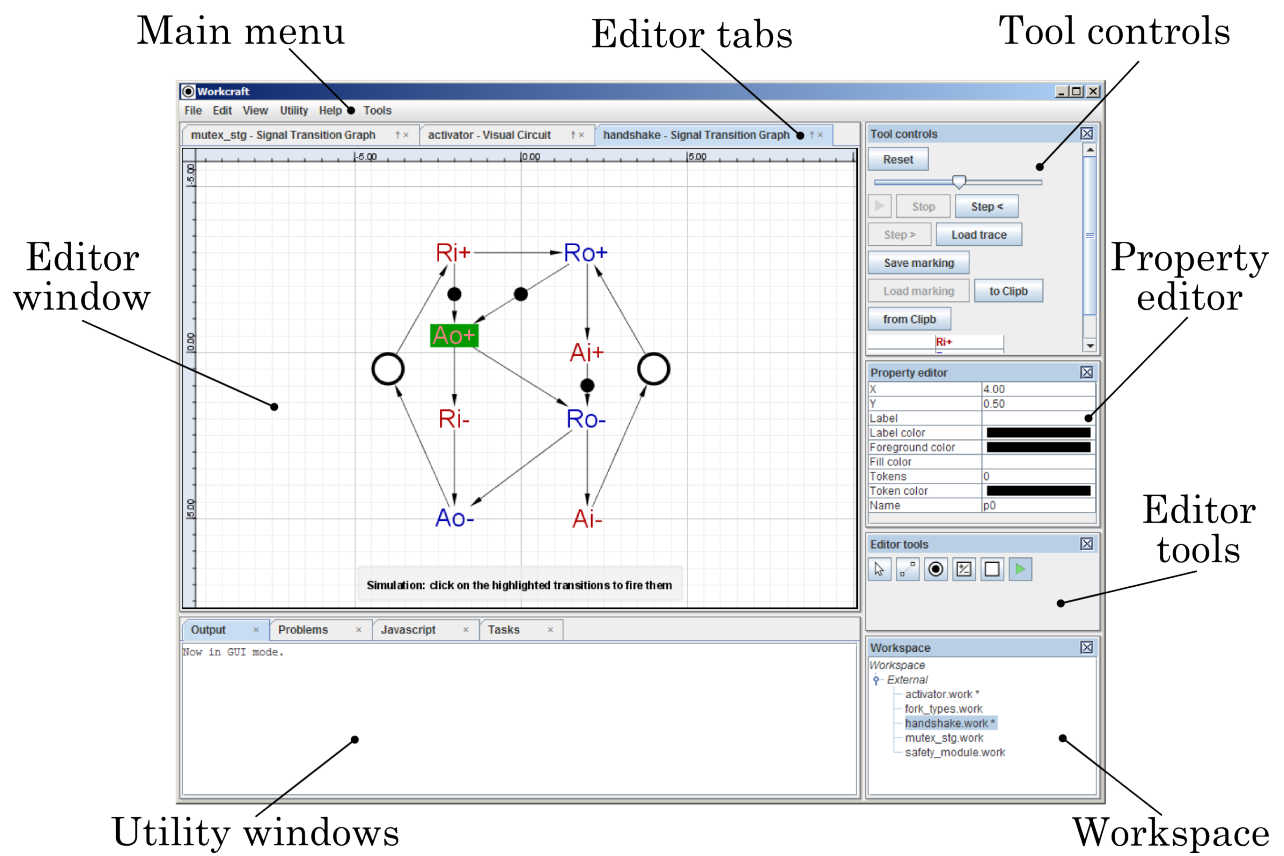 Main menu
Editor tabs
Tool controls
Workcraft
File Edit View Utility Help Tools
mutex_stg - Signal Transition Graph
activator - Visual Circuit
handshake - Signal Transition Graph
-5.00 0.00 5.00
-5.00
0.00
5.00
Editor
window
Ri+ Ro+
Ao+
Ai+
Ri- Ro-
Ao- Ai-
Simulation: click on the highlighted transitions to fire them
Tool controls
Reset
Stop Step <
Step > Load trace
Save marking
Load marking to Clipb
from Clipb
Ri+
Property
editor
Property editor
X 4.00
Y 0.50
Label
Label color
Foreground color
Fill color
Tokens 0
Token color
Name p0
Editor
tools
Editor tools
Output Problems Javascript Tasks
Now in GUI mode.
Workspace
Workspace
External
activator.work *
fork_types.work
handshake.work *
mutex_stg.work
safety_module.work
Utility windows
Workspace